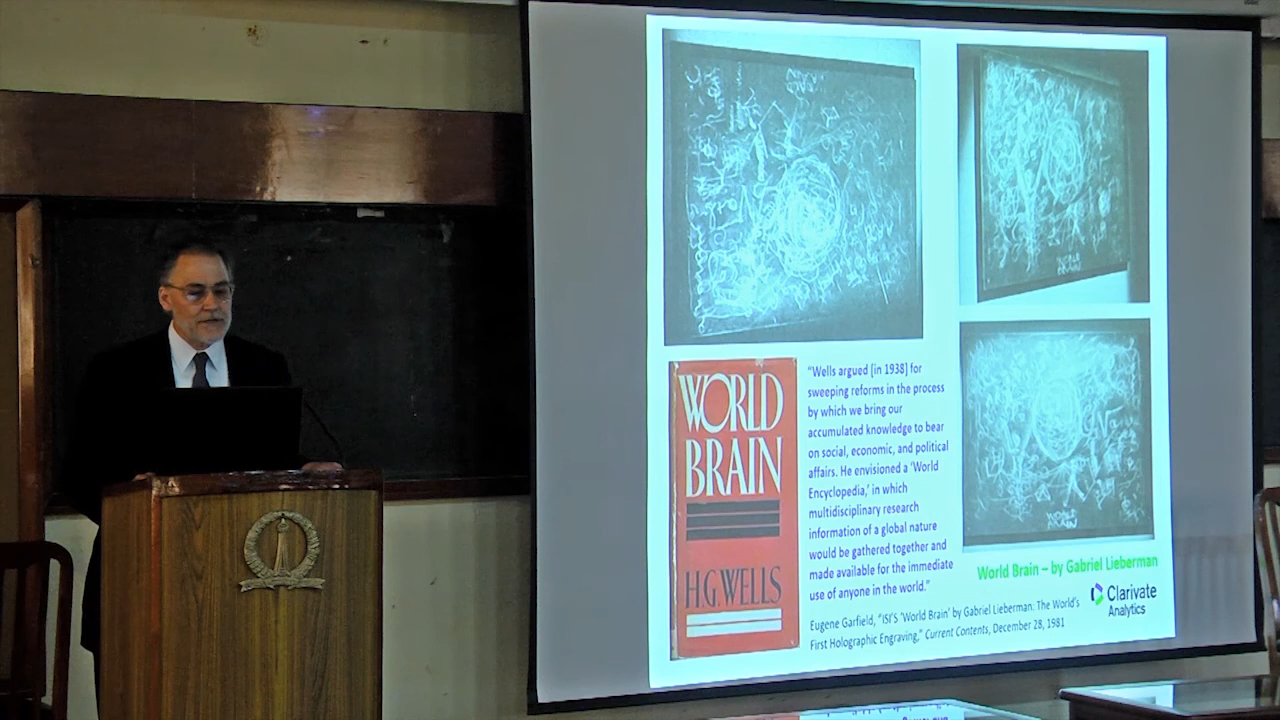 WORLD
BRAIN
WORLD
BRAIN
WORLD
BRAIN
H.G. WELLS
“Wells argued [in 1938] for
sweeping reforms in the process
by which we bring our
accumulated knowledge to bear
on social, economic, and political
affairs. He envisioned a ‘World
Encyclopedia,’ in which
multidisciplinary research
information of a global nature
would be gathered together and
made available for the immediate
use of anyone in the world.”
World Brain – by Gabriel Lieberman
Clarivate
Analytics
Eugene Garfield, “ISI’S ‘World Brain’ by Gabriel Lieberman: The World’s
First Holographic Engraving,” Current Contents, December 28, 1981